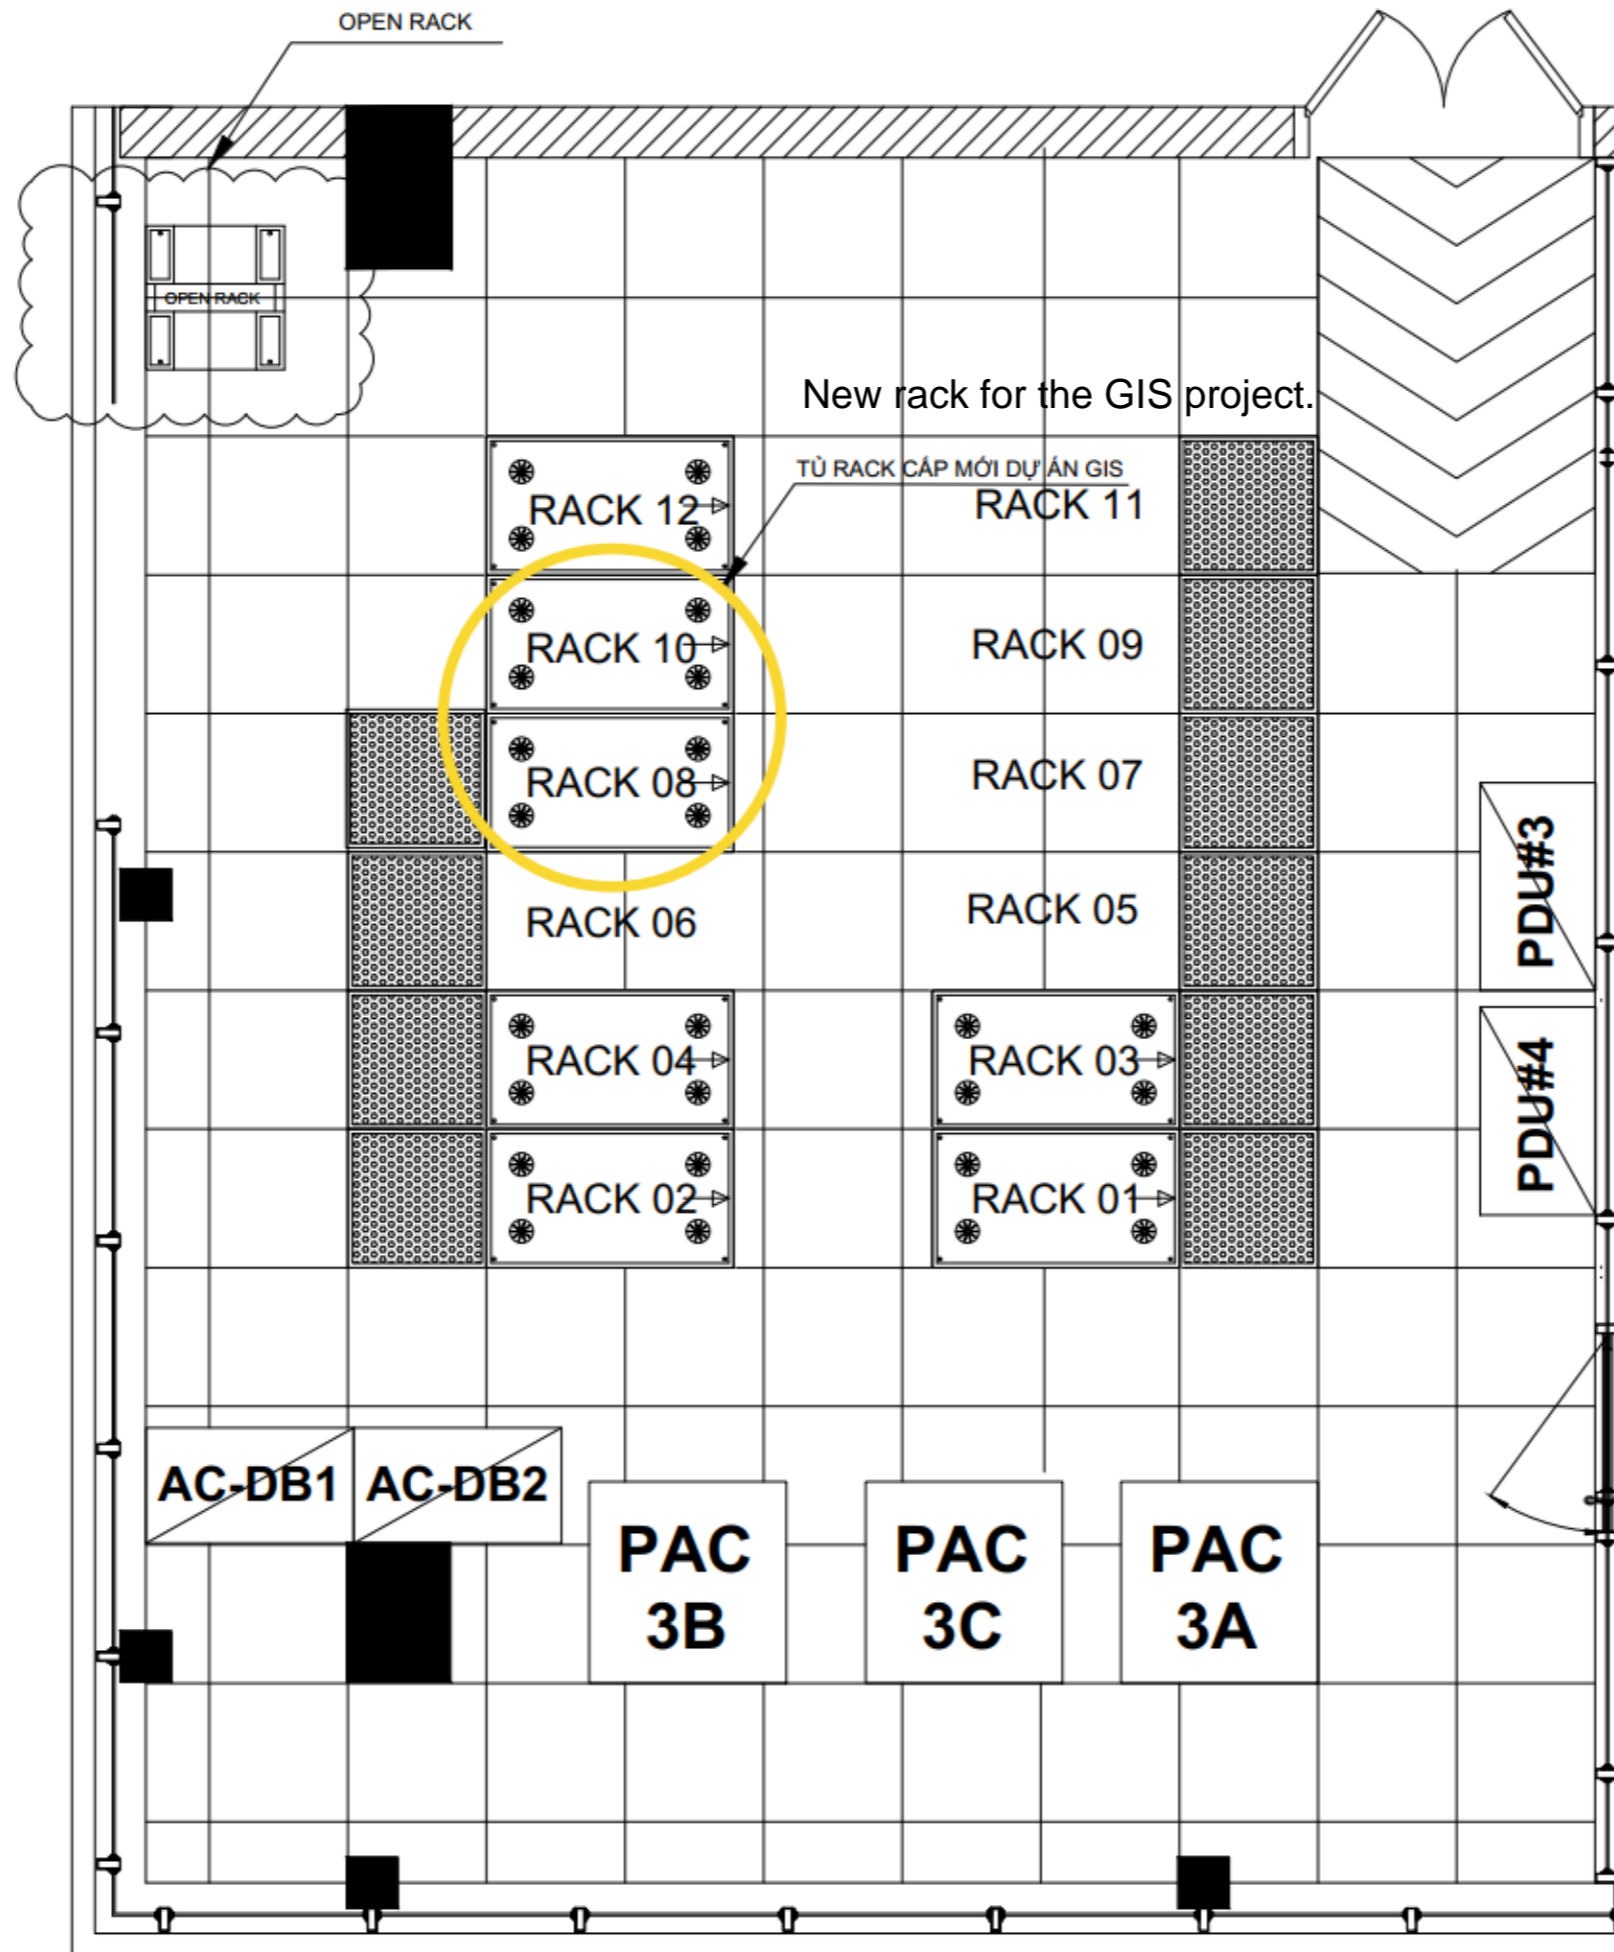 OPEN RACK
OPEN RACK
New rack for the GIS project.
TỦ RACK CẤP MỚI DỰ ÁN GIS
RACK 12
RACK 11
RACK 10
RACK 09
RACK 08
RACK 07
RACK 06
RACK 05
PDU#3
RACK 04
RACK 03
PDU#4
RACK 02
RACK 01
AC-DB1
AC-DB2
PAC
3B
PAC
3C
PAC
3A